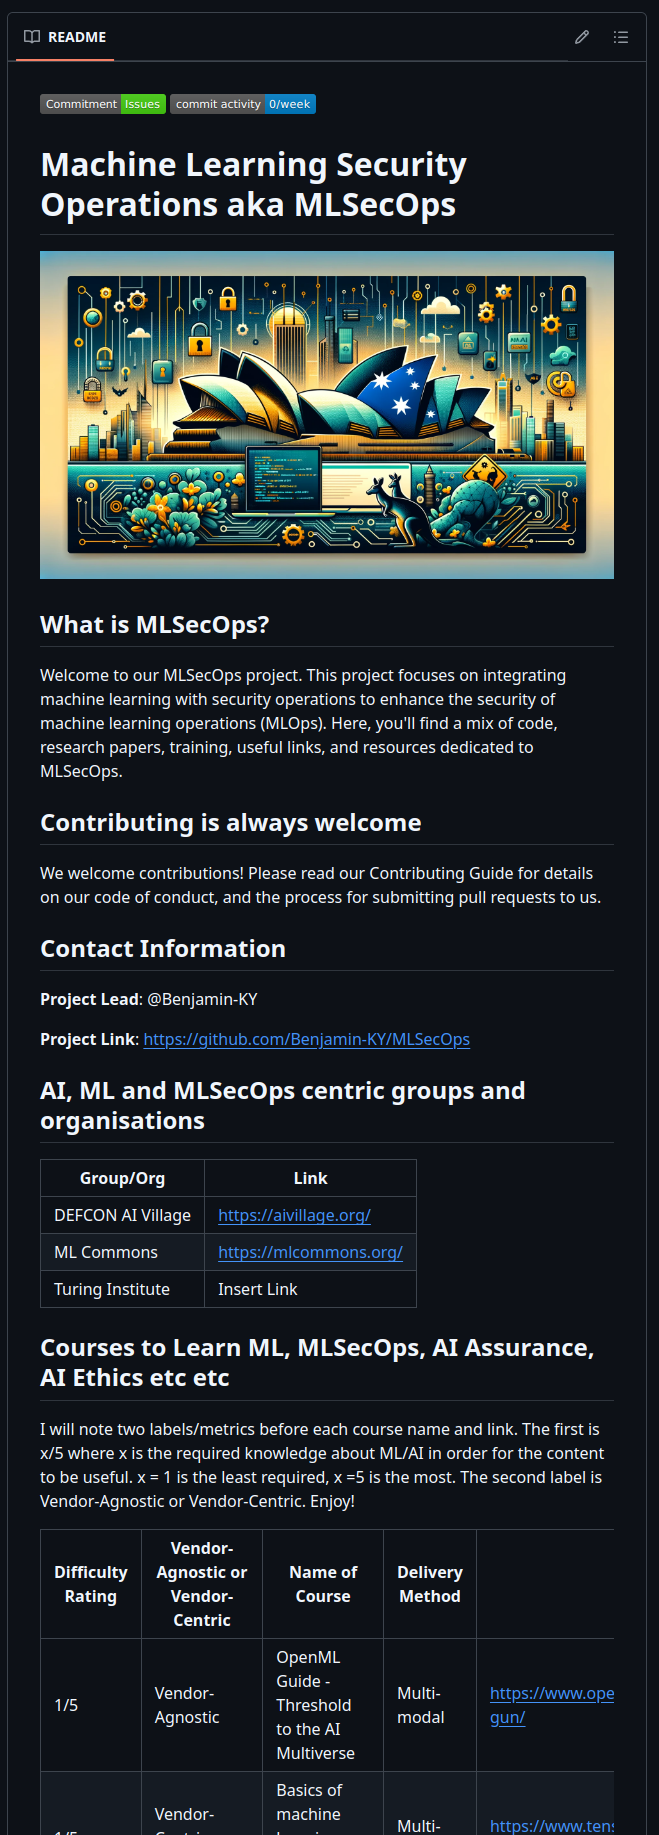 README
Commitment Issues commit activity 0/week
Machine Learning Security
Operations aka MLSecOps
What is MLSecOps?
Welcome to our MLSecOps project. This project focuses on integrating
machine learning with security operations to enhance the security of
machine learning operations (MLOps). Here, you'll find a mix of code,
research papers, training, useful links, and resources dedicated to
MLSecOps.
Contributing is always welcome
We welcome contributions! Please read our Contributing Guide for details
on our code of conduct, and the process for submitting pull requests to us.
Contact Information
Project Lead: @Benjamin-KY
Project Link: https://github.com/Benjamin-KY/MLSecOps
AI, ML and MLSecOps centric groups and
organisations
Group/Org Link
DEFCON AI Village https://aivillage.org/
ML Commons https://mlcommons.org/
Turing Institute Insert Link
Courses to Learn ML, MLSecOps, AI Assurance,
AI Ethics etc etc
I will note two labels/metrics before each course name and link. The first is
x/5 where x is the required knowledge about ML/AI in order for the content
to be useful. x = 1 is the least required, x =5 is the most. The second label is
Vendor-Agnostic or Vendor-Centric. Enjoy!
Difficulty
Rating
Vendor-
Agnostic or
Vendor-
Centric
Name of
Course
Delivery
Method
1/5
Vendor-
Agnostic
OpenML
Guide -
Threshold
to the AI
Multiverse
Multi-
modal
https://www.ope
gun/
Vendor-
Basics of
machine
Multi-
https://www.tens